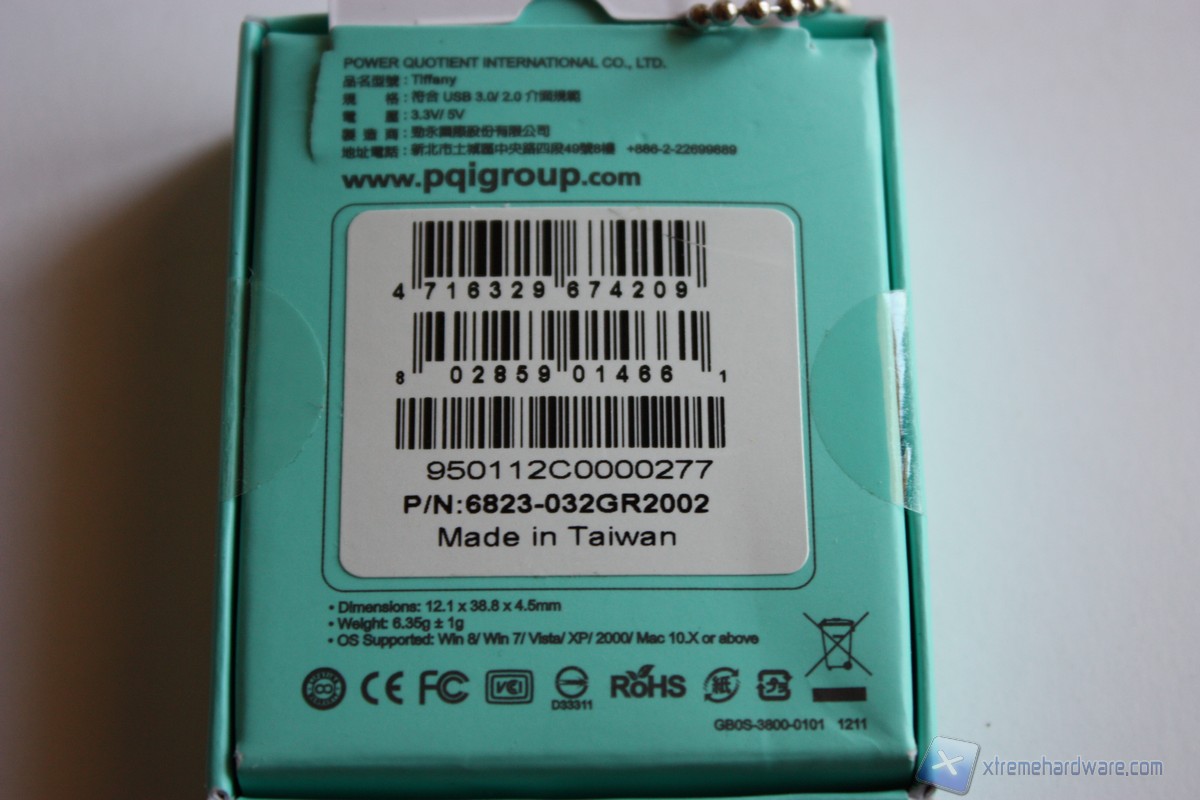 POWER QUOTIENT INTERNATIONAL CO., LTD.
品名型號：Tiffany
規　　格：符合 USB 3.0/ 2.0 介面規範
電　　壓：3.3V/ 5V
製 造 商：勁永國際股份有限公司
地址電話：新北市土城區中央路四段49號8樓 +886-2-22699889
www.pqigroup.com
4 716329 674209
8 02859 01466 1
950112C0000277
P/N:6823-032GR2002
Made in Taiwan
• Dimensions: 12.1 x 38.8 x 4.5mm
• Weight: 6.35g ± 1g
• OS Supported: Win 8/ Win 7/ Vista/ XP/ 2000/ Mac 10.X or above
CE FC VCI D33311 RoHS 紙 プラ
GB0S-3800-0101 1211
xtremehardware.com